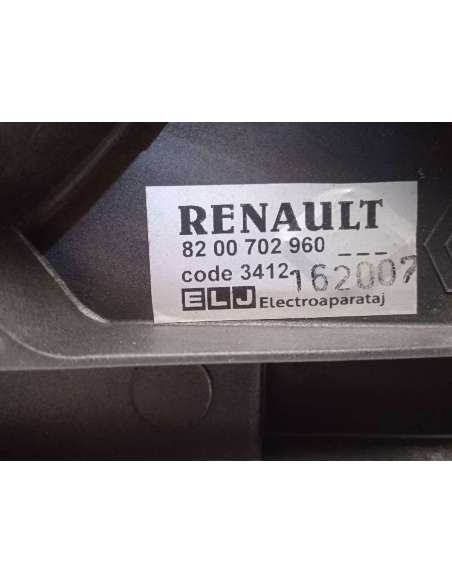 RENAULT
82 00 702 960 ___
code 3412 162007
ELJ Electroaparataj